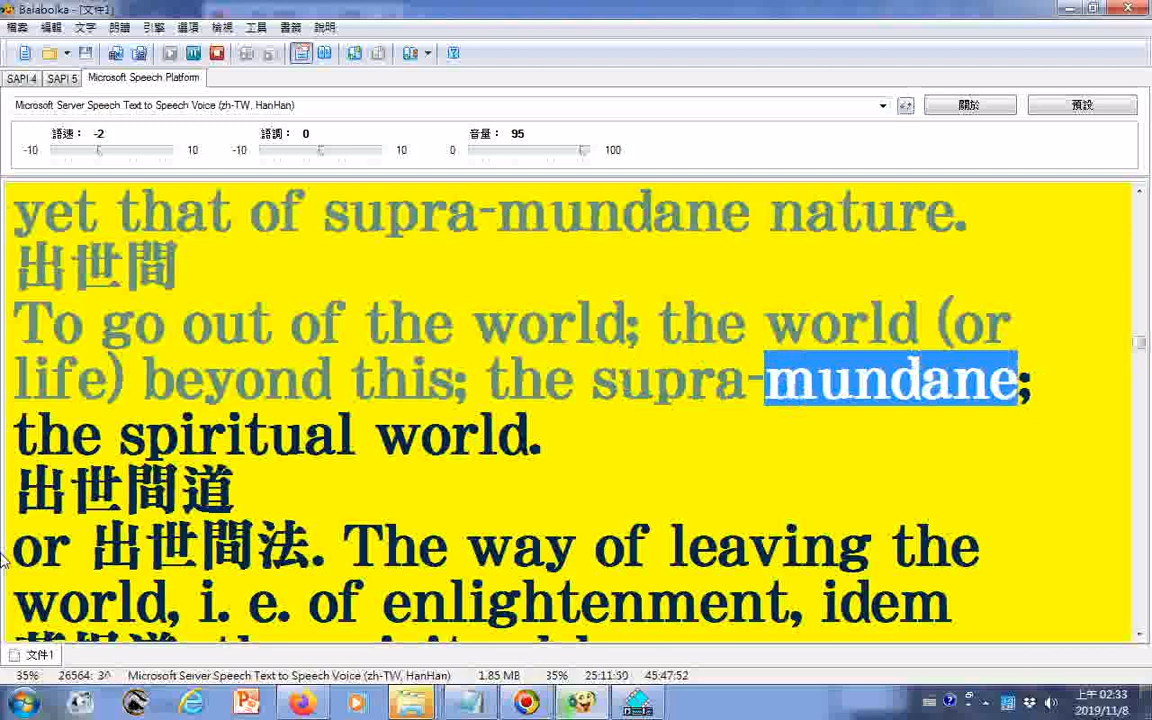 Balabolka - [文件1]
檔案 編輯 文字 朗讀 引擎 選項 檢視 工具 書籤 說明
SAPI 4 SAPI 5 Microsoft Speech Platform
Microsoft Server Speech Text to Speech Voice (zh-TW, HanHan) 關於 預設
語速: -2 語調: 0 音量: 95
-10 10 -10 10 0 100
yet that of supra-mundane nature.
出世間
To go out of the world; the world (or
life) beyond this; the supra-mundane;
the spiritual world.
出世間道
or 出世間法. The way of leaving the
world, i. e. of enlightenment, idem
文件1
35% Microsoft Server Speech Text to Speech Voice (zh-TW, HanHan) 1.85 MB 35% 25:11:50 45:47:52
上午 02:33
2019/11/8